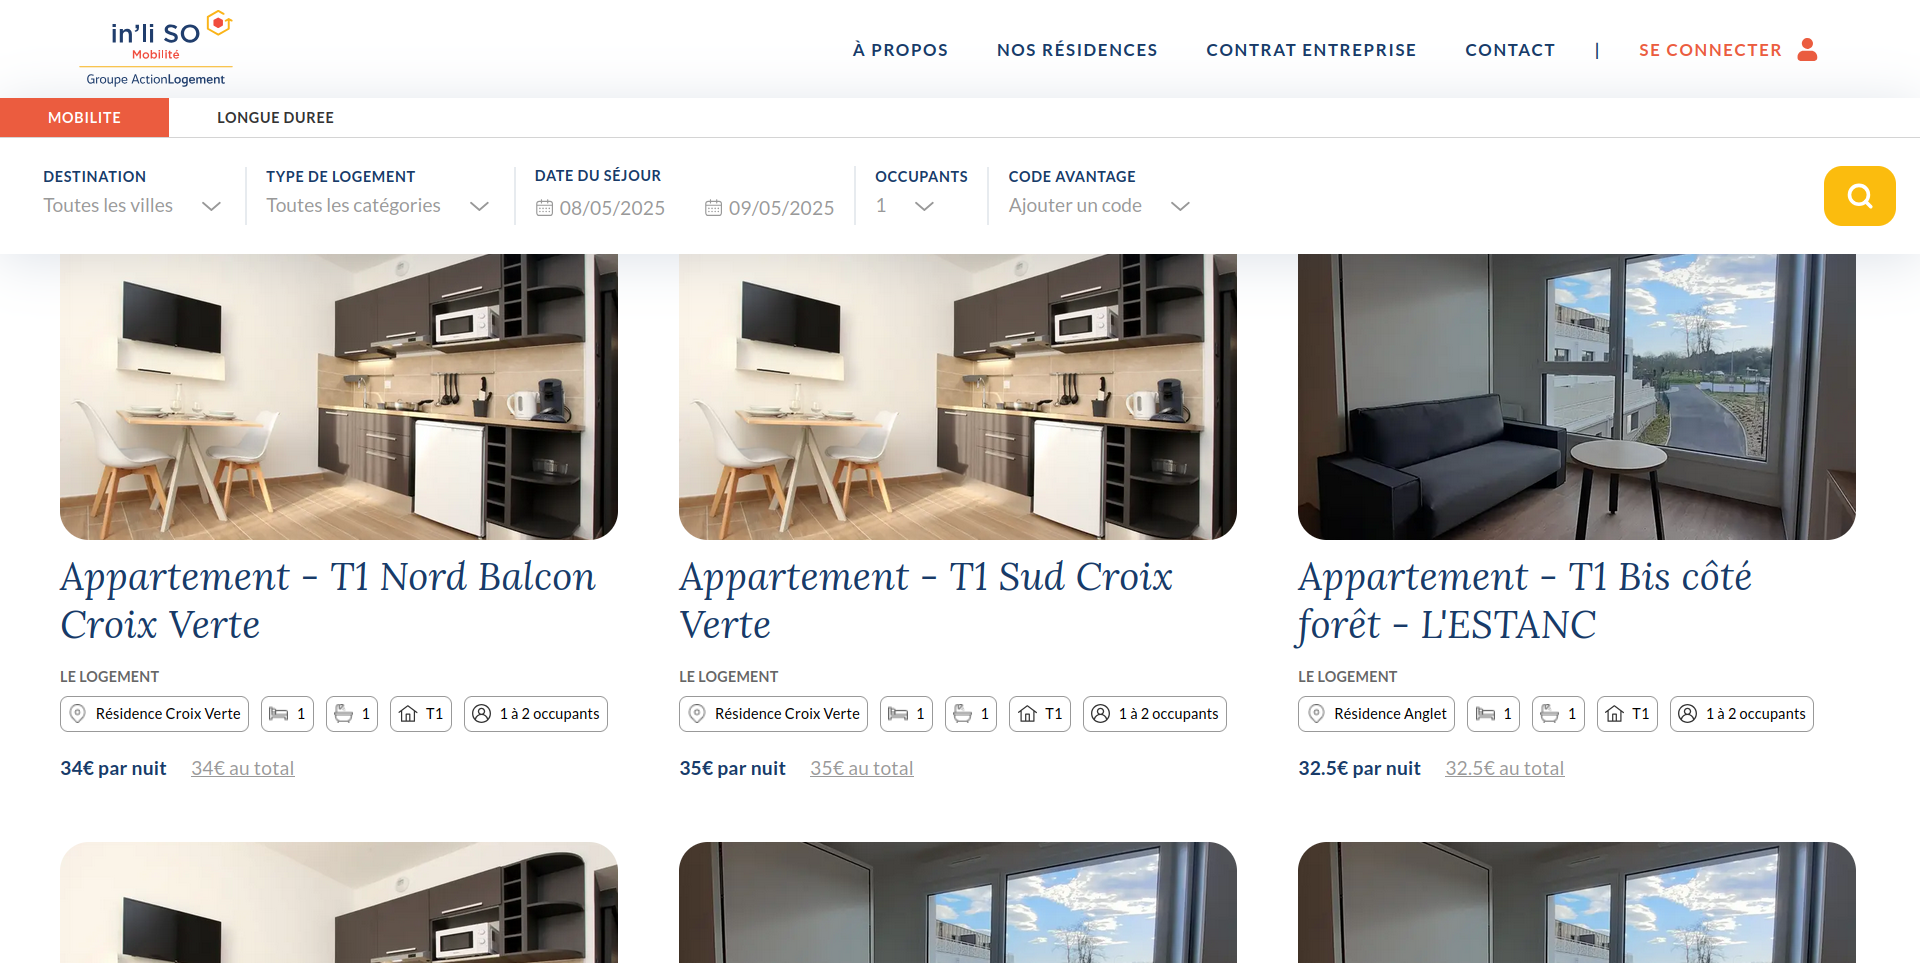 in'li SO
Mobilité
Groupe ActionLogement
À PROPOS
NOS RÉSIDENCES
CONTRAT ENTREPRISE
CONTACT
|
SE CONNECTER
MOBILITE
LONGUE DUREE
DESTINATION
Toutes les villes
TYPE DE LOGEMENT
Toutes les catégories
DATE DU SÉJOUR
08/05/2025
09/05/2025
OCCUPANTS
1
CODE AVANTAGE
Ajouter un code
Appartement - T1 Nord Balcon
Croix Verte
LE LOGEMENT
Résidence Croix Verte
1
1
T1
1 à 2 occupants
34€ par nuit
34€ au total
Appartement - T1 Sud Croix
Verte
LE LOGEMENT
Résidence Croix Verte
1
1
T1
1 à 2 occupants
35€ par nuit
35€ au total
Appartement - T1 Bis côté
forêt - L'ESTANC
LE LOGEMENT
Résidence Anglet
1
1
T1
1 à 2 occupants
32.5€ par nuit
32.5€ au total